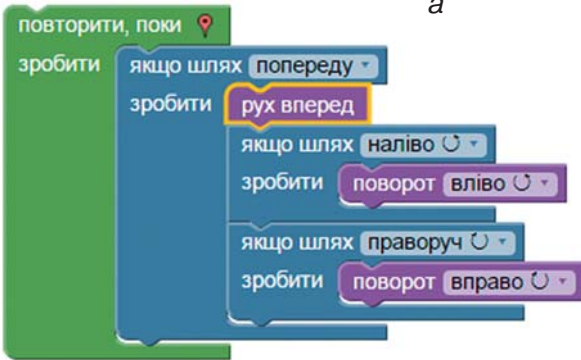 а
повторити, поки
зробити якщо шлях попереду
зробити рух вперед
якщо шлях наліво
зробити поворот вліво
якщо шлях праворуч
зробити поворот вправо